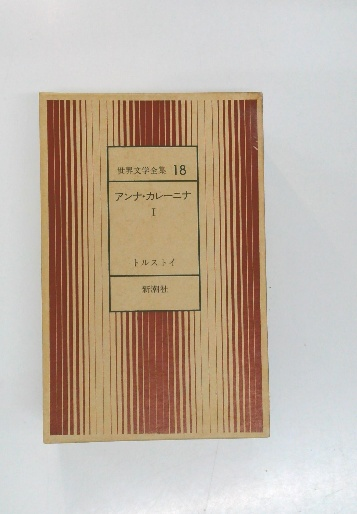 世界文学全集 18
アンナ・カレーニナ
I
トルストイ
新潮社